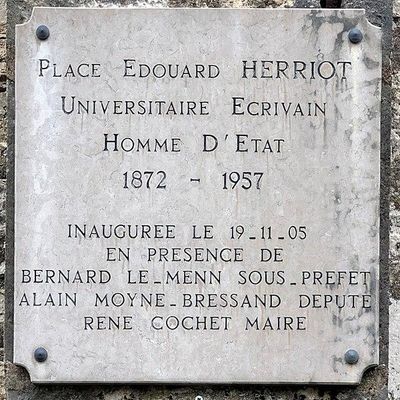 PLACE EDOUARD HERRIOT
UNIVERSITAIRE ECRIVAIN
HOMME D'ETAT
1872 - 1957
INAUGUREE LE 19_11_05
EN PRESENCE DE
BERNARD LE_MENN SOUS_PREFET
ALAIN MOYNE_BRESSAND DEPUTE
RENE COCHET MAIRE